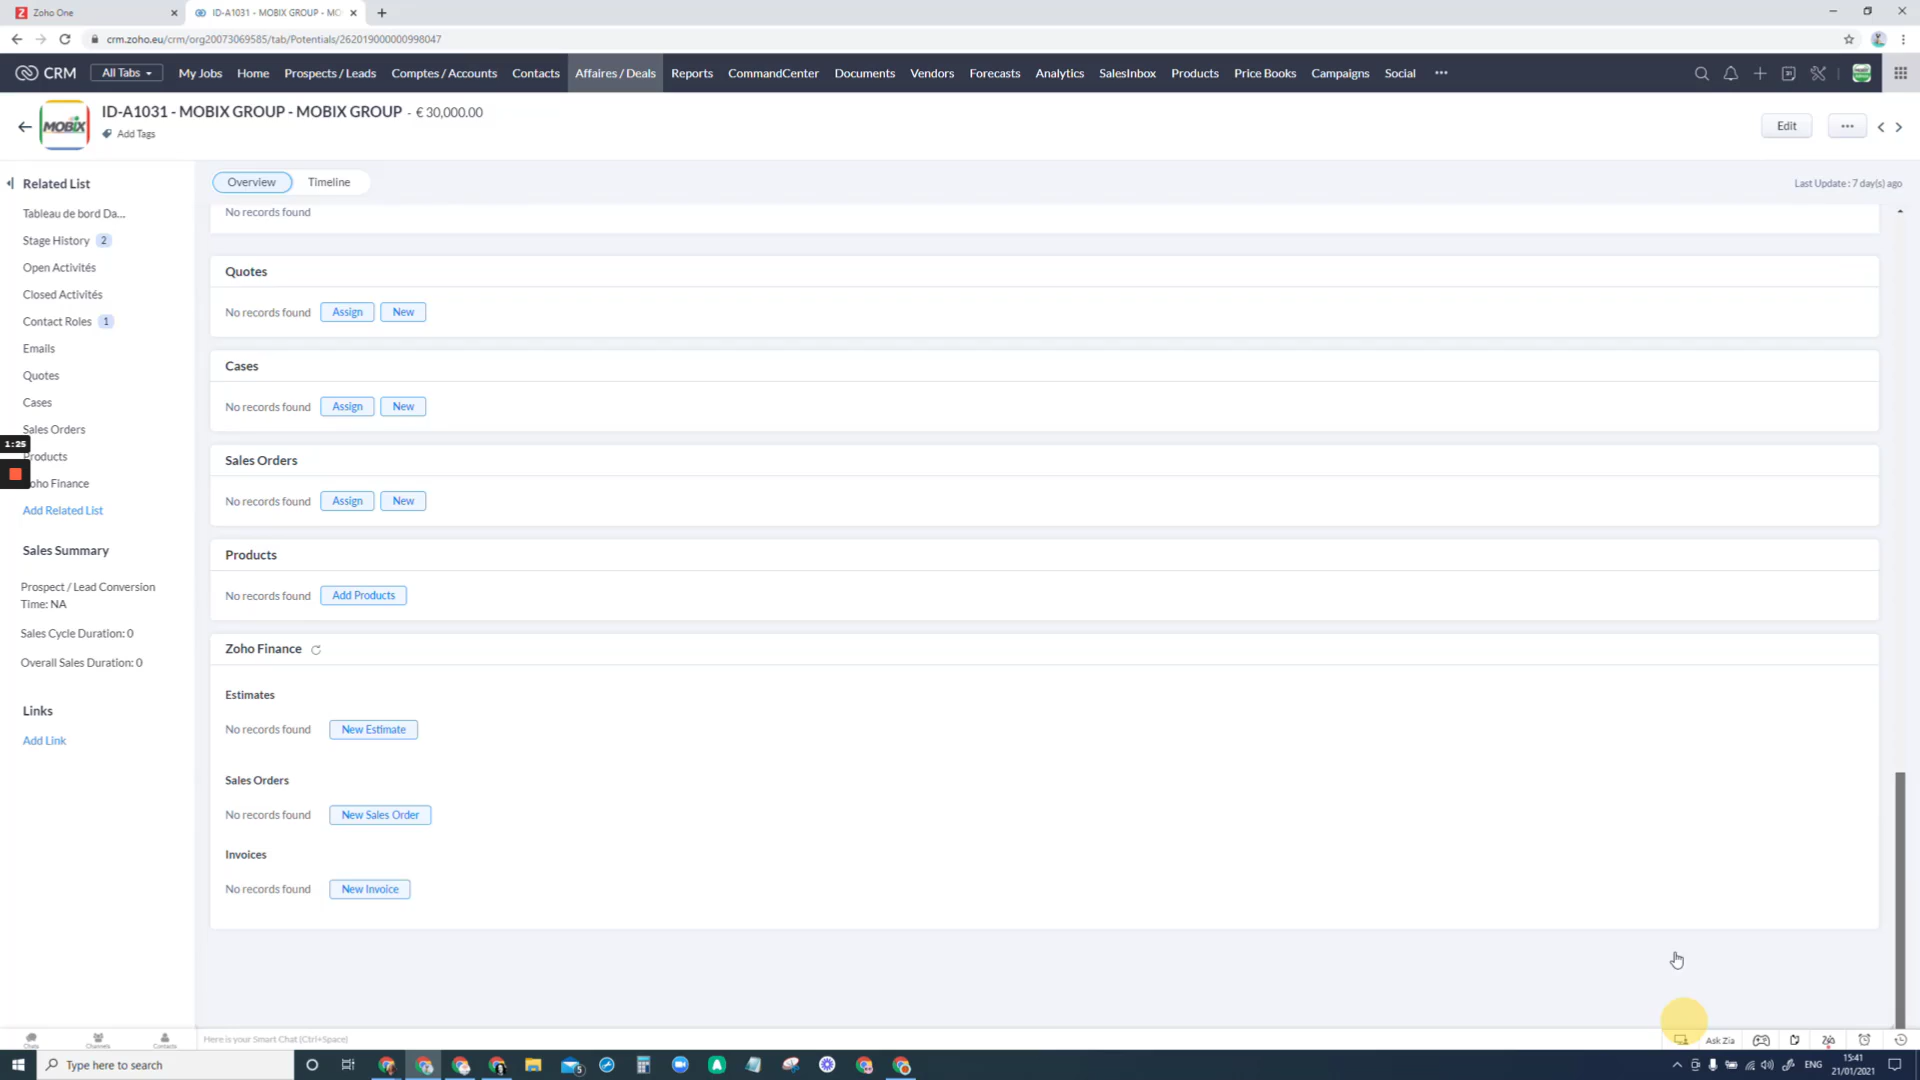 Zoho One
ID-A1031 - MOBIX GROUP - MO
crm.zoho.eu/crm/org20073069585/tab/Potentials/262019000000998047
CRM
All Tabs
My Jobs
Home
Prospects / Leads
Comptes / Accounts
Contacts
Affaires / Deals
Reports
CommandCenter
Documents
Vendors
Forecasts
Analytics
SalesInbox
Products
Price Books
Campaigns
Social
MOBIX
ID-A1031 - MOBIX GROUP - MOBIX GROUP - € 30,000.00
Add Tags
Edit
Related List
Overview
Timeline
Last Update : 7 day(s) ago
Tableau de bord Da...
Stage History 2
Open Activités
Closed Activités
Contact Roles 1
Emails
Quotes
Cases
Sales Orders
1:25
Products
oho Finance
Add Related List
Sales Summary
Prospect / Lead Conversion
Time: NA
Sales Cycle Duration: 0
Overall Sales Duration: 0
Links
Add Link
No records found
Quotes
No records found Assign New
Cases
No records found Assign New
Sales Orders
No records found Assign New
Products
No records found Add Products
Zoho Finance
Estimates
No records found New Estimate
Sales Orders
No records found New Sales Order
Invoices
No records found New Invoice
Chats
Channels
Contacts
Here is your Smart Chat (Ctrl+Space)
Ask Zia
Type here to search
5
ENG
15:41
21/01/2021